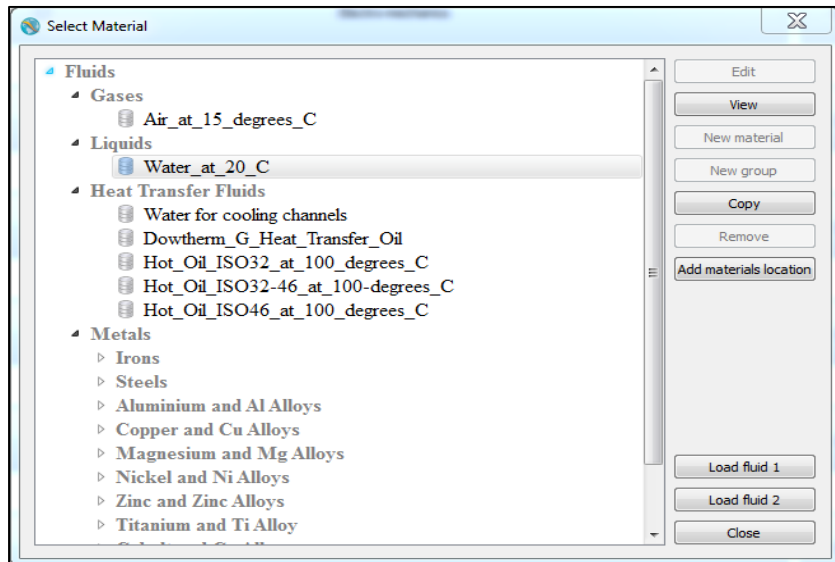 Select Material
Fluids
Gases
Air_at_15_degrees_C
Liquids
Water_at_20_C
Heat Transfer Fluids
Water for cooling channels
Dowtherm_G_Heat_Transfer_Oil
Hot_Oil_ISO32_at_100_degrees_C
Hot_Oil_ISO32-46_at_100-degrees_C
Hot_Oil_ISO46_at_100_degrees_C
Metals
Irons
Steels
Aluminium and Al Alloys
Copper and Cu Alloys
Magnesium and Mg Alloys
Nickel and Ni Alloys
Zinc and Zinc Alloys
Titanium and Ti Alloy
Edit
View
New material
New group
Copy
Remove
Add materials location
Load fluid 1
Load fluid 2
Close